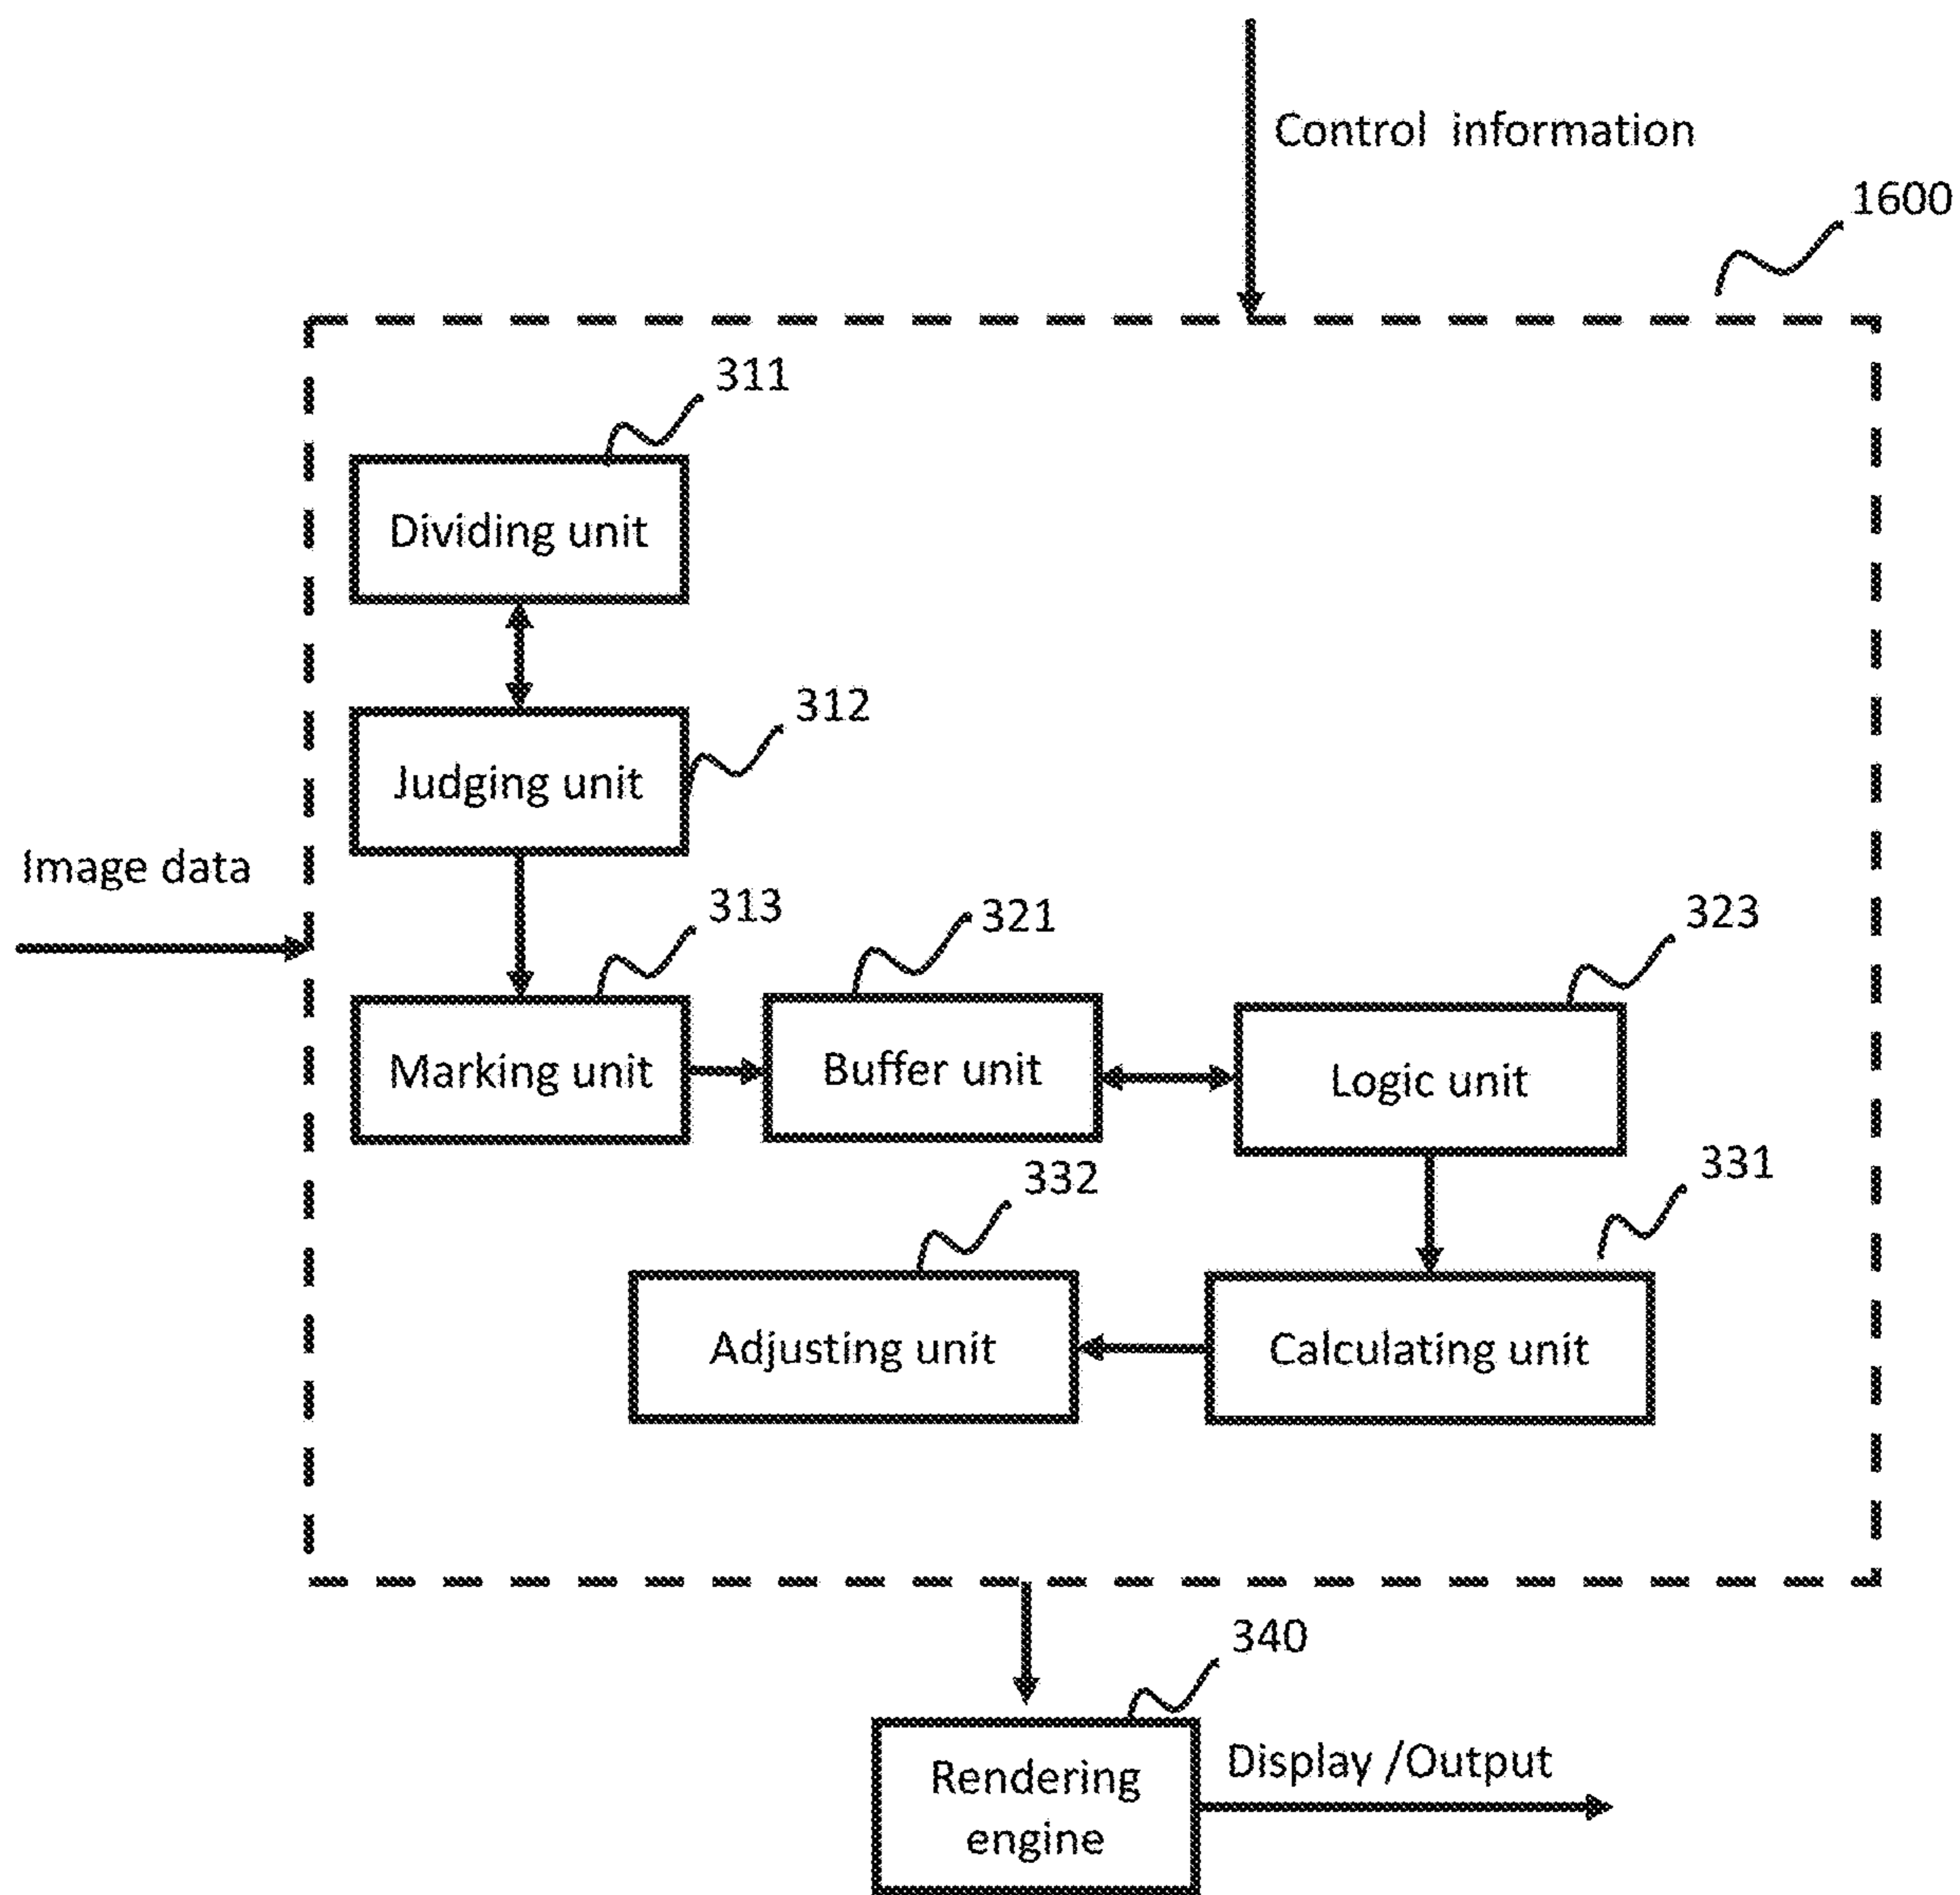 Control information
1600
311
Dividing unit
312
Judging unit
Image data
313
321
323
Marking unit
Buffer unit
Logic unit
332
331
Adjusting unit
Calculating unit
340
Rendering
engine
Display /Output